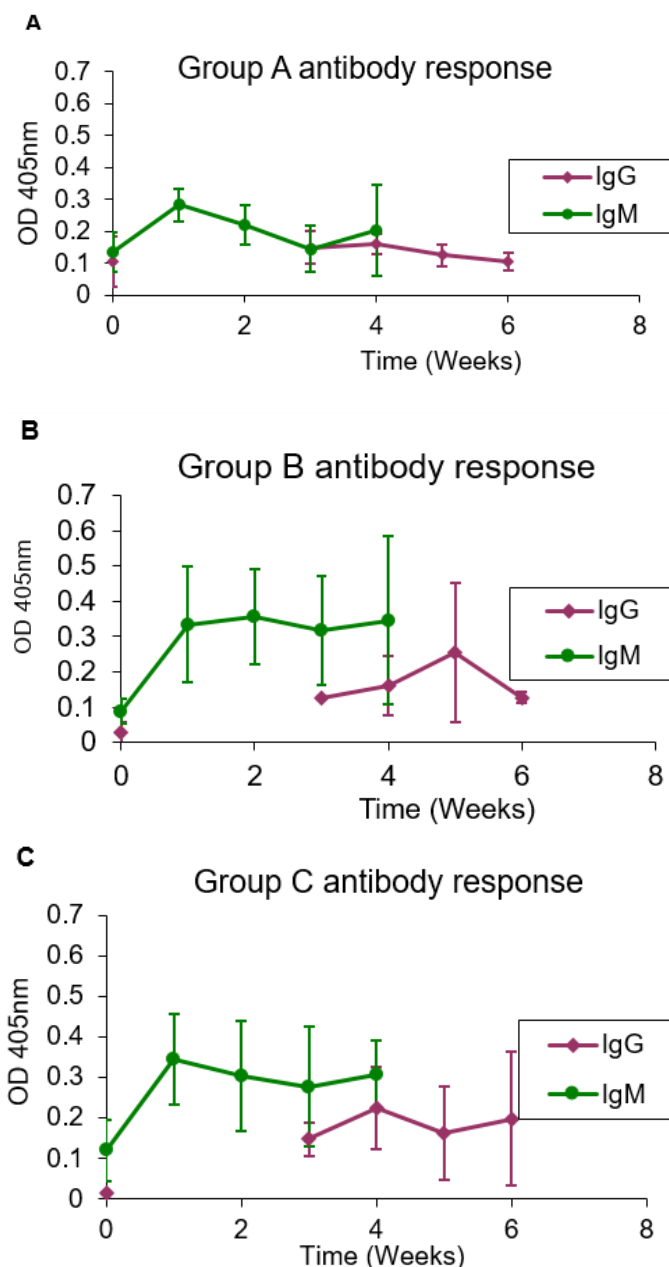 A
Group A antibody response
0.7
0.6
0.5
0.4
0.3
0.2
0.1
0
OD 405nm
IgG
IgM
0 2 4 6 8
Time (Weeks)
B
Group B antibody response
0.7
0.6
0.5
0.4
0.3
0.2
0.1
0
OD 405nm
IgG
IgM
0 2 4 6 8
Time (Weeks)
C
Group C antibody response
0.7
0.6
0.5
0.4
0.3
0.2
0.1
0
OD 405nm
IgG
IgM
0 2 4 6 8
Time (Weeks)